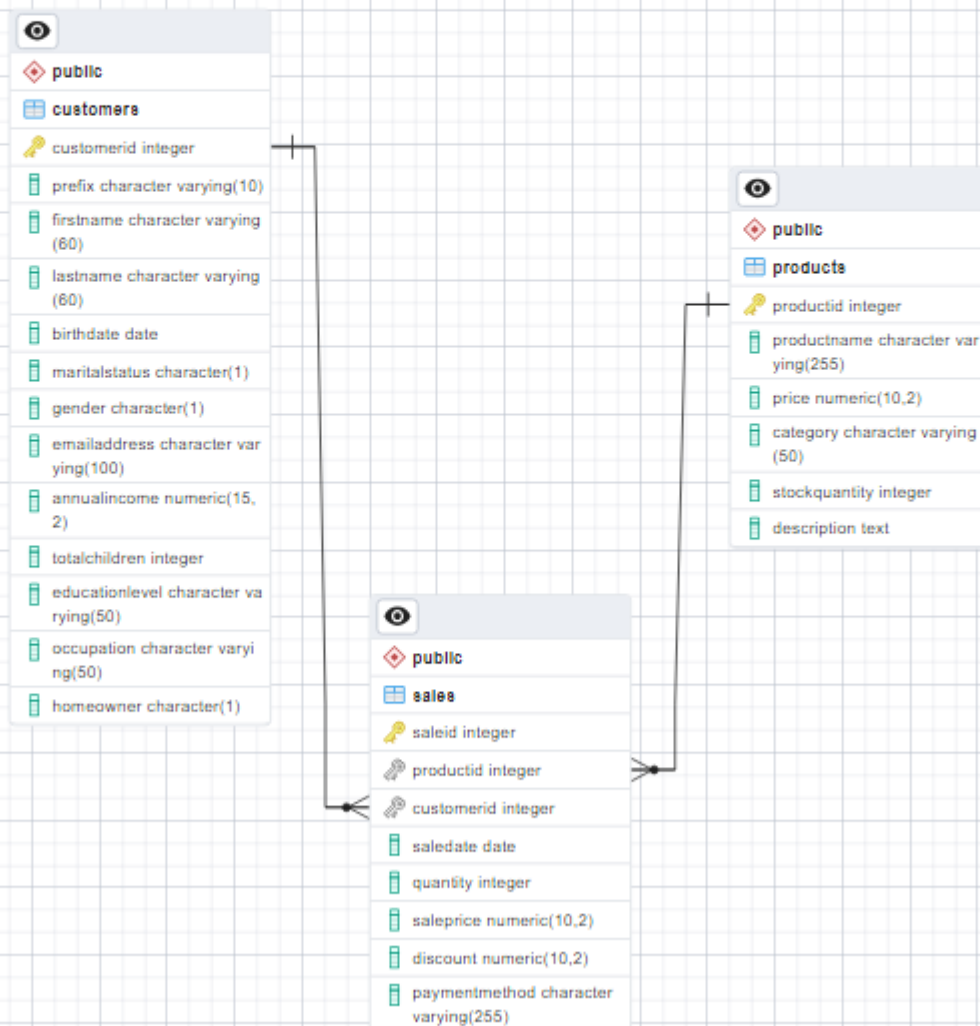 public
customers
customerid integer
prefix character varying(10)
firstname character varying
(60)
lastname character varying
(60)
birthdate date
maritalstatus character(1)
gender character(1)
emailaddress character var
ying(100)
annualincome numeric(15,
2)
totalchildren integer
educationlevel character va
rying(50)
occupation character varyi
ng(50)
homeowner character(1)
public
products
productid integer
productname character var
ying(255)
price numeric(10,2)
category character varying
(50)
stockquantity integer
description text
public
sales
saleid integer
productid integer
customerid integer
saledate date
quantity integer
saleprice numeric(10,2)
discount numeric(10,2)
paymentmethod character
varying(255)